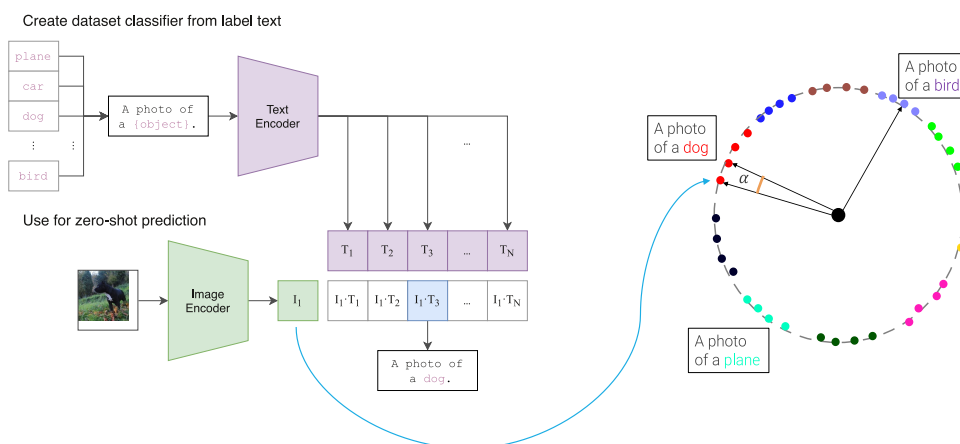 Create dataset classifier from label text
plane
car
dog
⋮
⋮
bird
A photo of
a {object}.
Text
Encoder
...
Use for zero-shot prediction
Image
Encoder
I1
T1 T2 T3 ... TN
I1·T1 I1·T2 I1·T3 ... I1·TN
A photo of
a dog.
A photo
of a bird
A photo
of a dog
α
A photo
of a plane